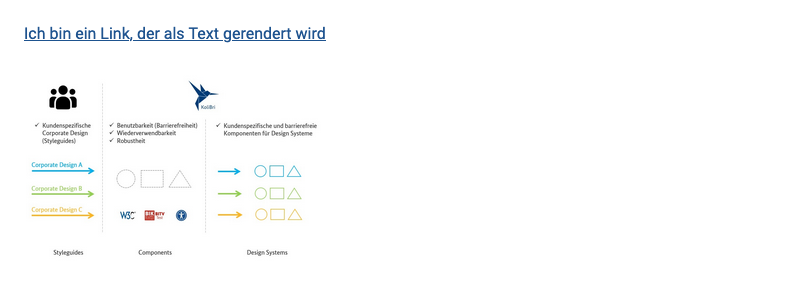 Ich bin ein Link, der als Text gerendert wird
KoliBri
✓ Kundenspezifische
Corporate Design
(Styleguides)
✓ Benutzbarkeit (Barrierefreiheit)
✓ Wiederverwendbarkeit
✓ Robustheit
✓ Kundenspezifische und barrierefreie
Komponenten für Design Systeme
Corporate Design A
Corporate Design B
Corporate Design C
W3C
BIK BITV
Styleguides
Components
Design Systems